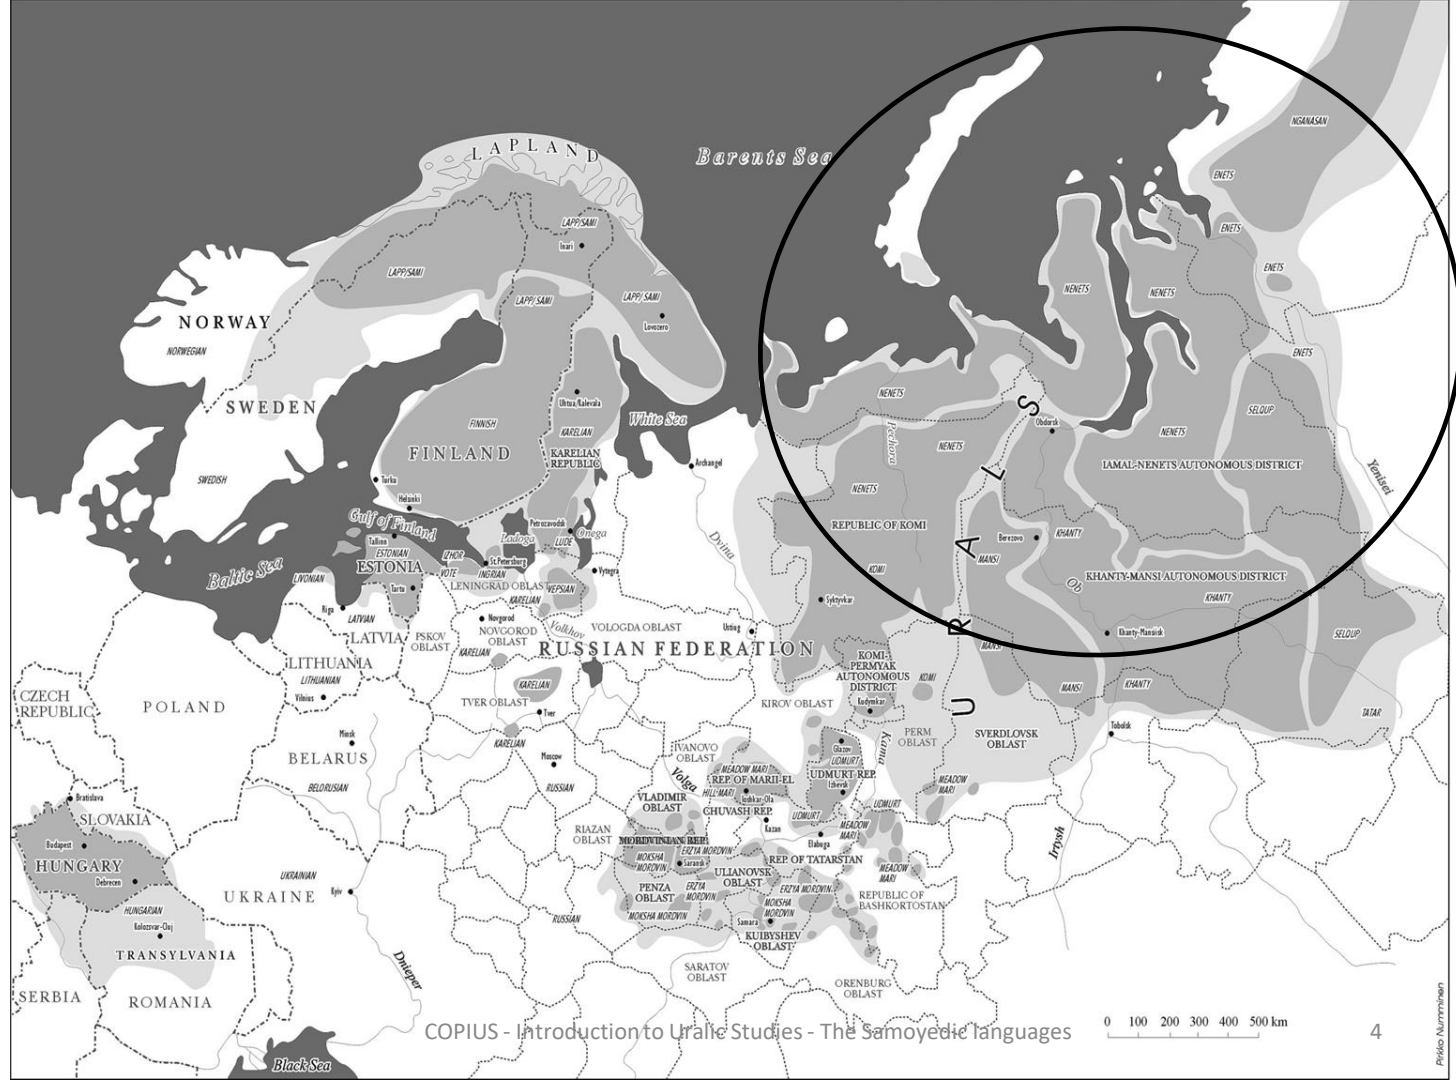 LAPLAND
Barents Sea
NGANASAN
ENETS
ENETS
ENETS
ENETS
LAPP/SAMI
Inari
LAPP/SAMI
LAPP/SAMI
LAPP/SAMI
Lovozero
NENETS
NENETS
NORWAY
NORWEGIAN
SWEDEN
SWEDISH
FINNISH
FINLAND
Uhtua/Kalevala
KARELIAN
KARELIAN
REPUBLIC
White Sea
Archangel
NENETS
Pechora
NENETS
NENETS
URALS
Obdorsk
NENETS
SELQUP
IAMAL-NENETS AUTONOMOUS DISTRICT
Yenisei
REPUBLIC OF KOMI
KOMI
Berezovo
KHANTY
MANSI
KHANTY-MANSI AUTONOMOUS DISTRICT
Ob
KHANTY
SELQUP
Khanty-Mansiisk
Turku
Helsinki
Gulf of Finland
Tallinn
ESTONIAN
ESTONIA
Tartu
Baltic Sea
LIVONIAN
Riga
LATVIAN
LATVIA
IZHOR
VOTE
INGRIAN
St.Petersburg
Ladoga
Petrozavodsk
Onega
LUDE
Vytegra
LENINGRAD OBLAST
VEPSIAN
KARELIAN
Dvina
Syktyvkar
PSKOV
OBLAST
Novgorod
NOVGOROD
OBLAST
KARELIAN
Volkhov
VOLOGDA OBLAST
Usting
RUSSIAN FEDERATION
LITHUANIA
LITHUANIAN
Vilnius
CZECH
REPUBLIC
POLAND
Minsk
BELARUS
BELORUSIAN
KARELIAN
TVER OBLAST
Tver
KARELIAN
Moscow
RUSSIAN
KIROV OBLAST
KOMI-
PERMYAK
AUTONOMOUS
DISTRICT
Kudymkar
KOMI
MANSI
MANSI
KHANTY
TATAR
Tobolsk
PERM
OBLAST
Kama
SVERDLOVSK
OBLAST
IVANOVO
OBLAST
Volga
MEADOW MARI
REP. OF MARII-EL
HILL MARI
Joshkar-Ola
CHUVASH REP.
Kazan
Glazov
UDMURT
UDMURT REP.
Izhevsk
UDMURT
UDMURT
MEADOW
MARI
MEADOW
MARI
Elabuga
VLADIMIR
OBLAST
RIAZAN
OBLAST
MORDVINIAN REP.
ERZYA MORDVIN
MOKSHA
MORDVIN
Saransk
REP. OF TATARSTAN
ULIANOVSK
OBLAST
MEADOW
MARI
REPUBLIC OF
BASHKORTOSTAN
PENZA
OBLAST
ERZYA
MORDVIN
ERZYA MORDVIN
MOKSHA
MORDVIN
MOKSHA MORDVIN
Samara
KUIBYSHEV
OBLAST
SARATOV
OBLAST
ORENBURG
OBLAST
Irtysh
Bratislava
SLOVAKIA
Budapest
HUNGARY
Debrecen
HUNGARIAN
Kolozsvar-Cluj
TRANSYLVANIA
SERBIA
ROMANIA
UKRAINIAN
UKRAINE
Kyiv
RUSSIAN
Dnieper
Black Sea
0 100 200 300 400 500 km
Pirkko Numminen
COPIUS - Introduction to Uralic Studies - The Samoyedic languages
4